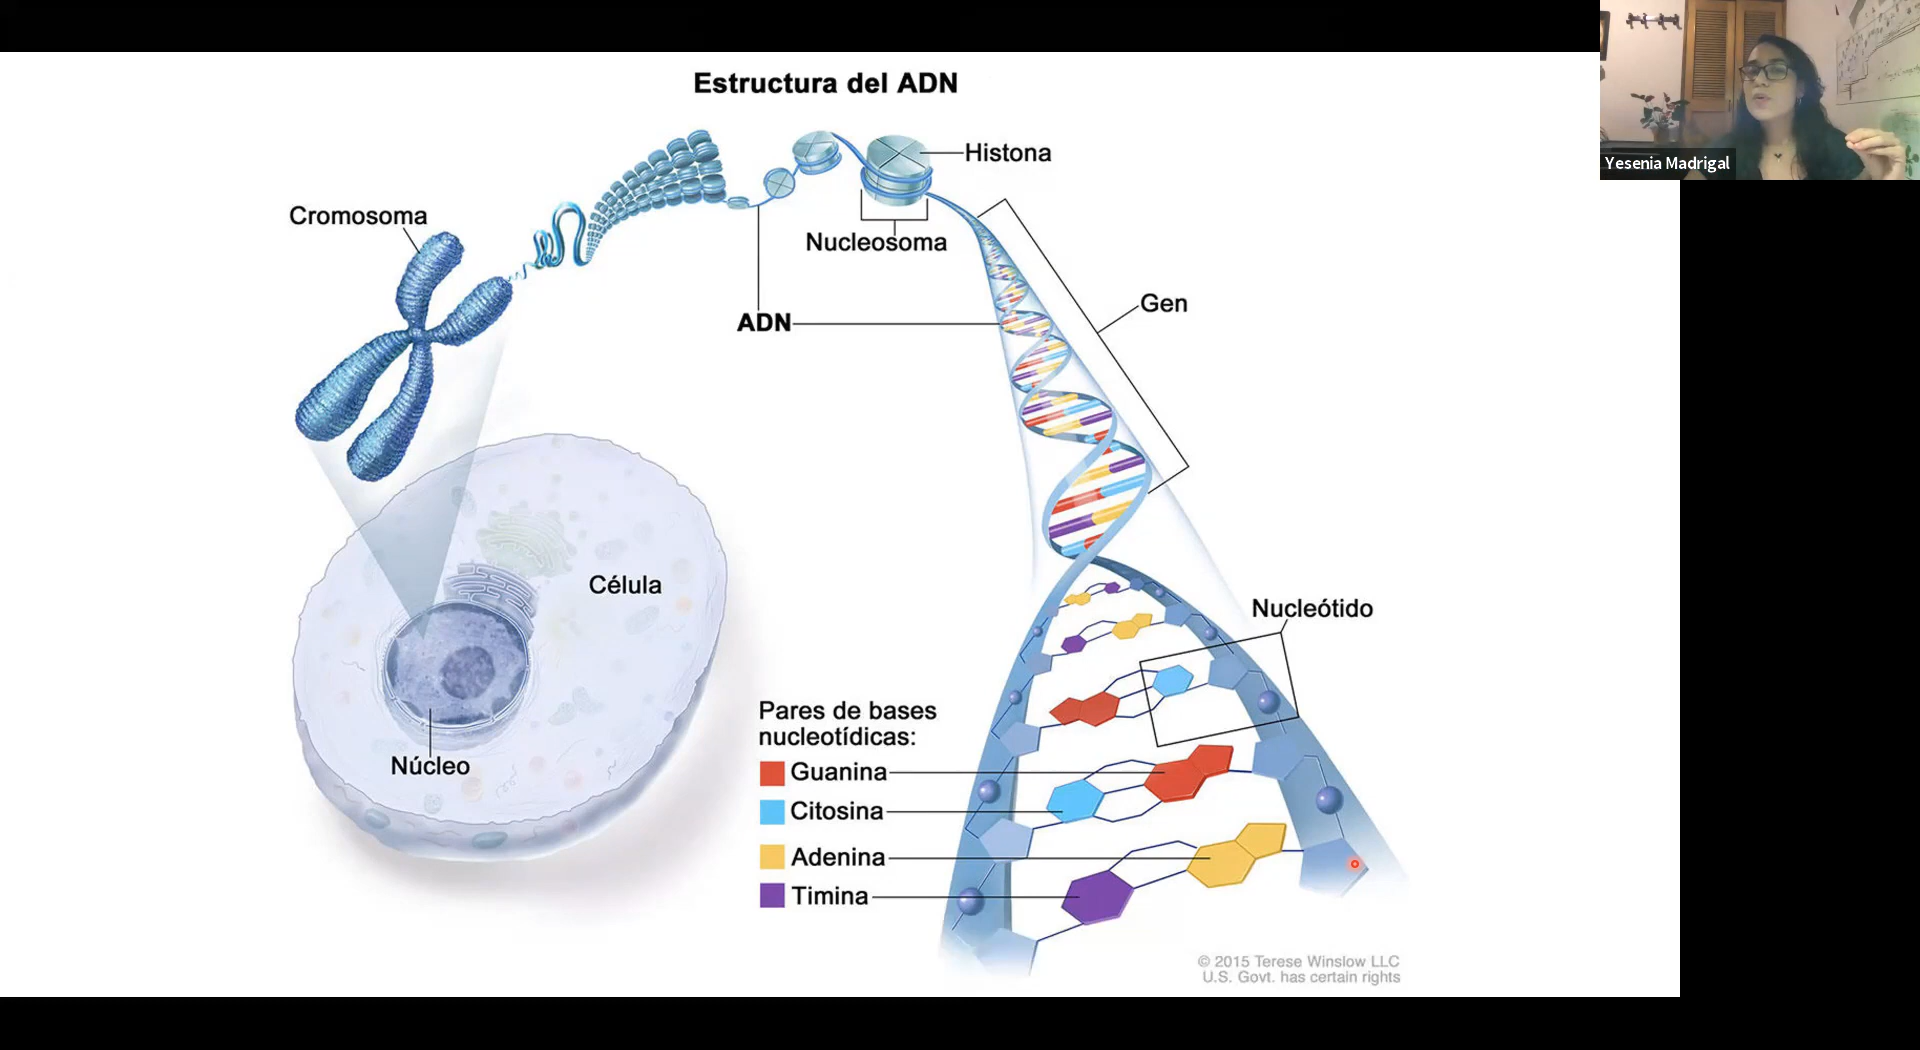 Estructura del ADN
Yesenia Madrigal
Histona
Cromosoma
Nucleosoma
Gen
ADN
Célula
Nucleótido
Pares de bases
nucleotídicas:
Núcleo
Guanina
Citosina
Adenina
Timina
© 2015 Terese Winslow LLC
U.S. Govt. has certain rights